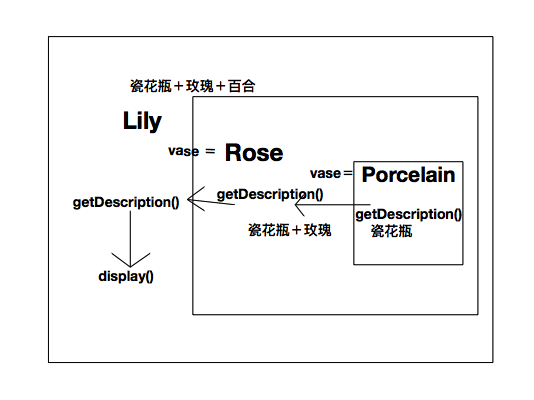 瓷花瓶＋玫瑰＋百合
Lily
vase = Rose
vase= Porcelain
getDescription()
getDescription()
getDescription()
瓷花瓶＋玫瑰
瓷花瓶
display()